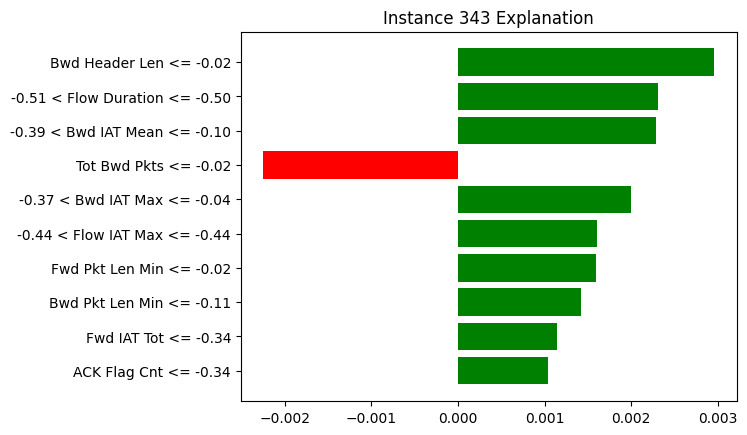 Instance 343 Explanation
Bwd Header Len <= -0.02
-0.51 < Flow Duration <= -0.50
-0.39 < Bwd IAT Mean <= -0.10
Tot Bwd Pkts <= -0.02
-0.37 < Bwd IAT Max <= -0.04
-0.44 < Flow IAT Max <= -0.44
Fwd Pkt Len Min <= -0.02
Bwd Pkt Len Min <= -0.11
Fwd IAT Tot <= -0.34
ACK Flag Cnt <= -0.34
−0.002 −0.001 0.000 0.001 0.002 0.003